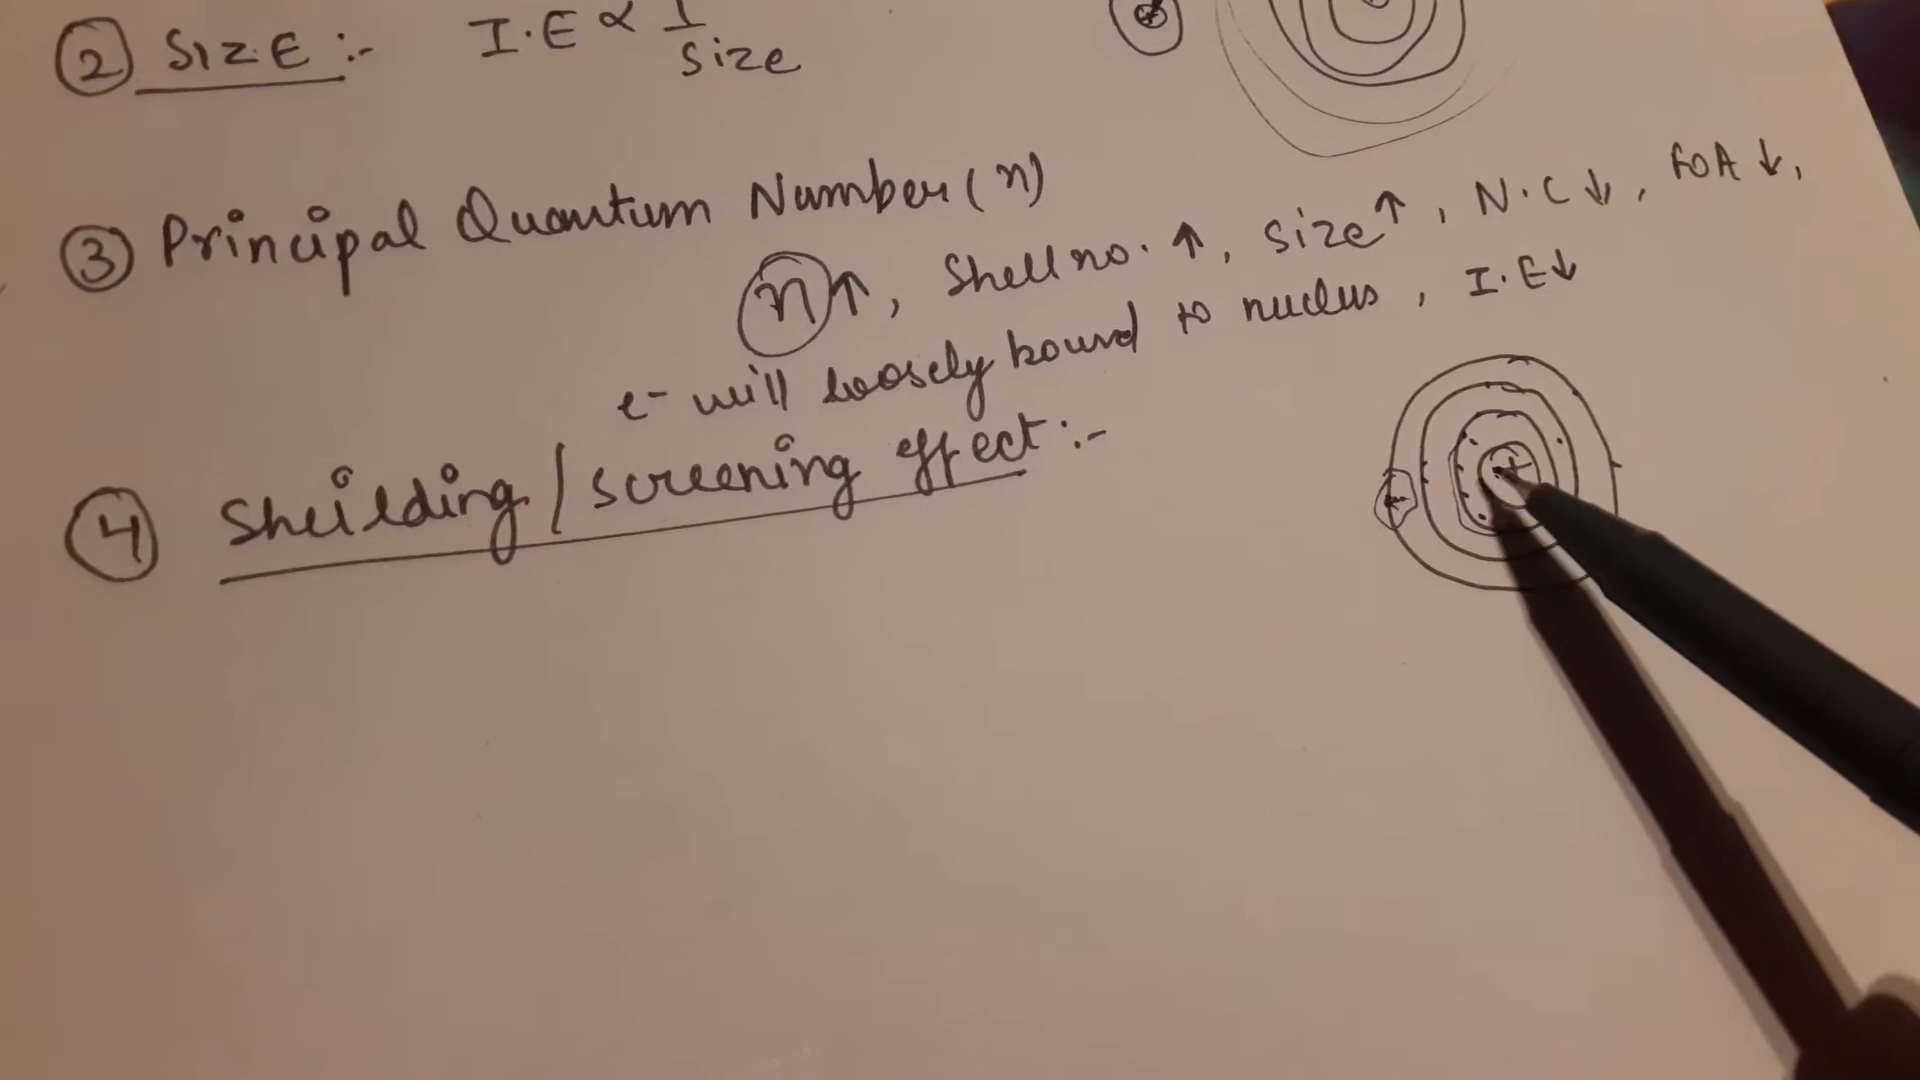 ② SIZE :- I.E ∝ 1/Size
③ Principal Quantum Number (n)
n↑, Shell no. ↑, Size↑, N.C↓, FOA↓,
e- will loosely bound to nucleus, I.E↓
④ Sheilding / screening effect :-